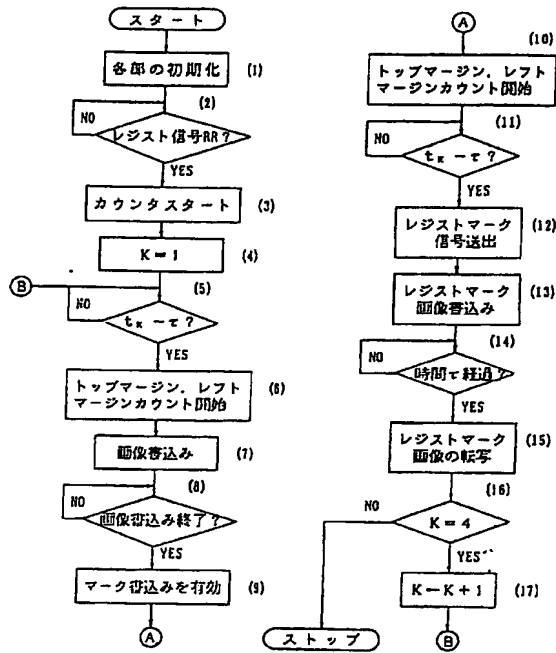 スタート
各部の初期化 (1)
(2)
NO
レジスト信号RR?
YES
カウンタスタート (3)
K=1 (4)
B
(5)
NO
tK-τ?
YES
トップマージン、レフト
マージンカウント開始 (6)
画像書込み (7)
(8)
NO
画像書込み終了?
YES
マーク書込みを有効 (9)
A
A
(10)
トップマージン、レフト
マージンカウント開始
(11)
NO
tK-τ?
YES
レジストマーク
信号送出 (12)
(13)
レジストマーク
画像書込み
(14)
NO
時間τ経過?
YES
(15)
レジストマーク
画像の転写
(16)
NO
K=4
YES
K←K+1 (17)
ストップ
B